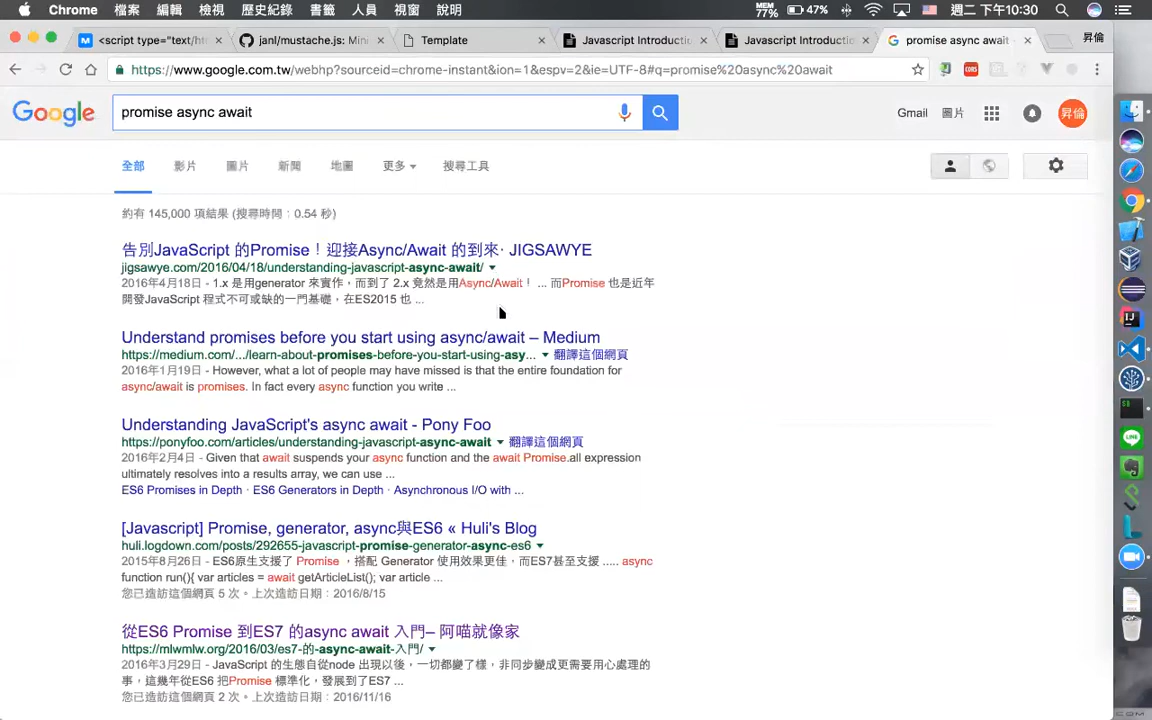 Chrome 檔案 編輯 檢視 歷史紀錄 書籤 人員 視窗 說明 MEM 77% 47% 週二 下午10:30
<script type="text/ht janl/mustache.js: Min Template Javascript Introductio Javascript Introductio promise async await 昇倫
https://www.google.com.tw/webhp?sourceid=chrome-instant&ion=1&espv=2&ie=UTF-8#q=promise%20async%20await
Google promise async await Gmail 圖片 昇倫
全部 影片 圖片 新聞 地圖 更多 搜尋工具
約有 145,000 項結果 (搜尋時間：0.54 秒)
告別JavaScript 的Promise！迎接Async/Await 的到來· JIGSAWYE
jigsawye.com/2016/04/18/understanding-javascript-async-await/
2016年4月18日 - 1.x 是用generator 來實作，而到了 2.x 竟然是用Async/Await！ ... 而Promise 也是近年
開發JavaScript 程式不可或缺的一門基礎，在ES2015 也 ...
Understand promises before you start using async/await – Medium
https://medium.com/.../learn-about-promises-before-you-start-using-asy... 翻譯這個網頁
2016年1月19日 - However, what a lot of people may have missed is that the entire foundation for
async/await is promises. In fact every async function you write ...
Understanding JavaScript's async await - Pony Foo
https://ponyfoo.com/articles/understanding-javascript-async-await 翻譯這個網頁
2016年2月4日 - Given that await suspends your async function and the await Promise.all expression
ultimately resolves into a results array, we can use ...
ES6 Promises in Depth · ES6 Generators in Depth · Asynchronous I/O with ...
[Javascript] Promise, generator, async與ES6 « Huli's Blog
huli.logdown.com/posts/292655-javascript-promise-generator-async-es6
2015年8月26日 - ES6原生支援了 Promise ，搭配 Generator 使用效果更佳，而ES7甚至支援 ..... async
function run(){ var articles = await getArticleList(); var article ...
您已造訪這個網頁 5 次。上次造訪日期：2016/8/15
從ES6 Promise 到ES7 的async await 入門– 阿喵就像家
https://mlwmlw.org/2016/03/es7-的-async-await-入門/
2016年3月29日 - JavaScript 的生態自從node 出現以後，一切都變了樣，非同步變成更需要用心處理的
事，這幾年從ES6 把Promise 標準化，發展到了ES7 ...
您已造訪這個網頁 2 次。上次造訪日期：2016/11/16